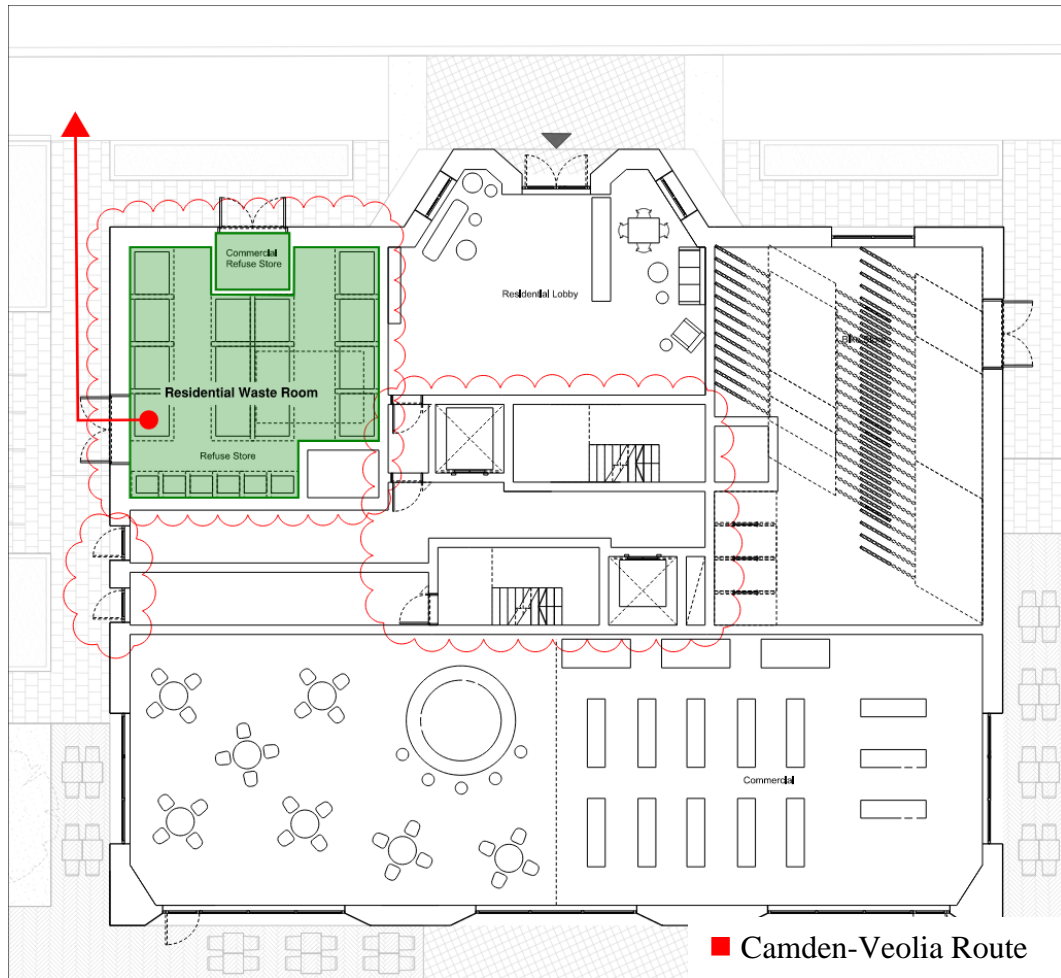 Commercial
Refuse Store
Residential Lobby
Residential Waste Room
Refuse Store
Commercial
Camden-Veolia Route